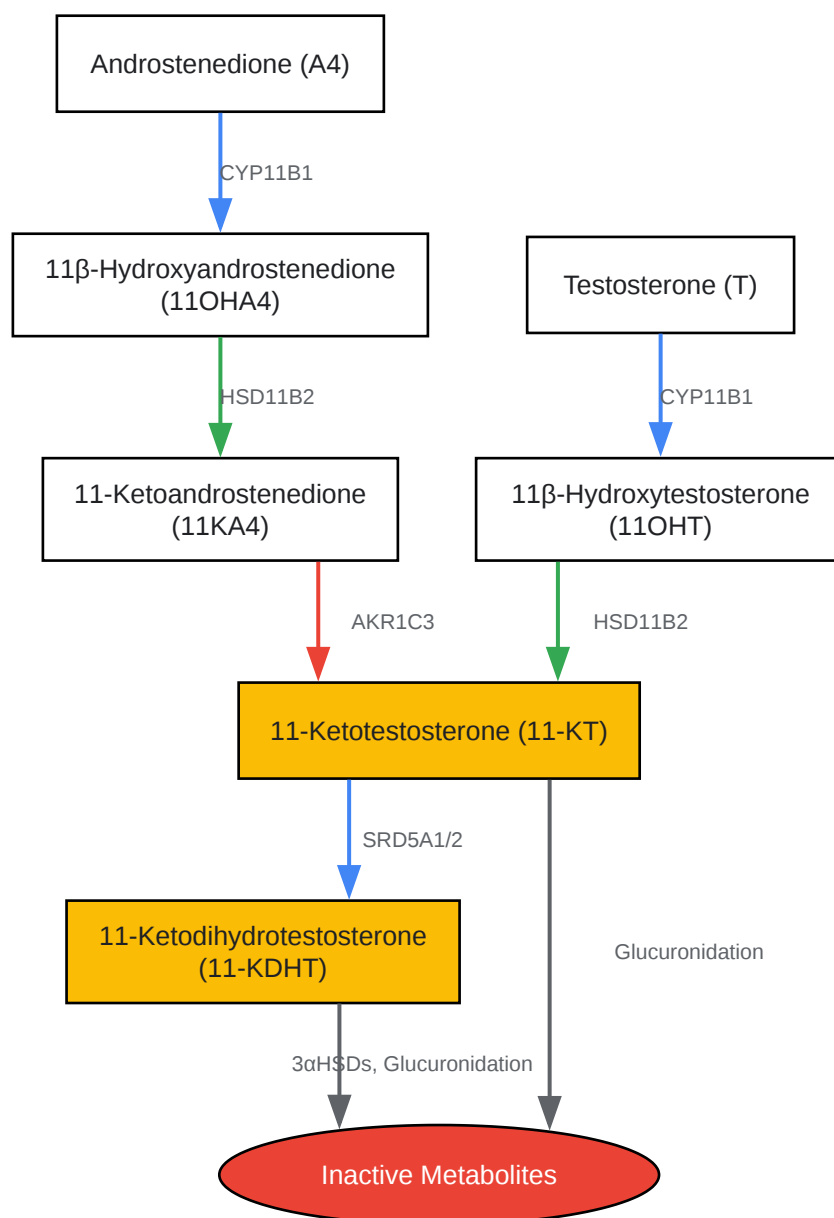 Androstenedione (A4)
CYP11B1
11β-Hydroxyandrostenedione
(11OHA4)
Testosterone (T)
HSD11B2
CYP11B1
11-Ketoandrostenedione
(11KA4)
11β-Hydroxytestosterone
(11OHT)
AKR1C3
HSD11B2
11-Ketotestosterone (11-KT)
SRD5A1/2
11-Ketodihydrotestosterone
(11-KDHT)
Glucuronidation
3αHSDs, Glucuronidation
Inactive Metabolites